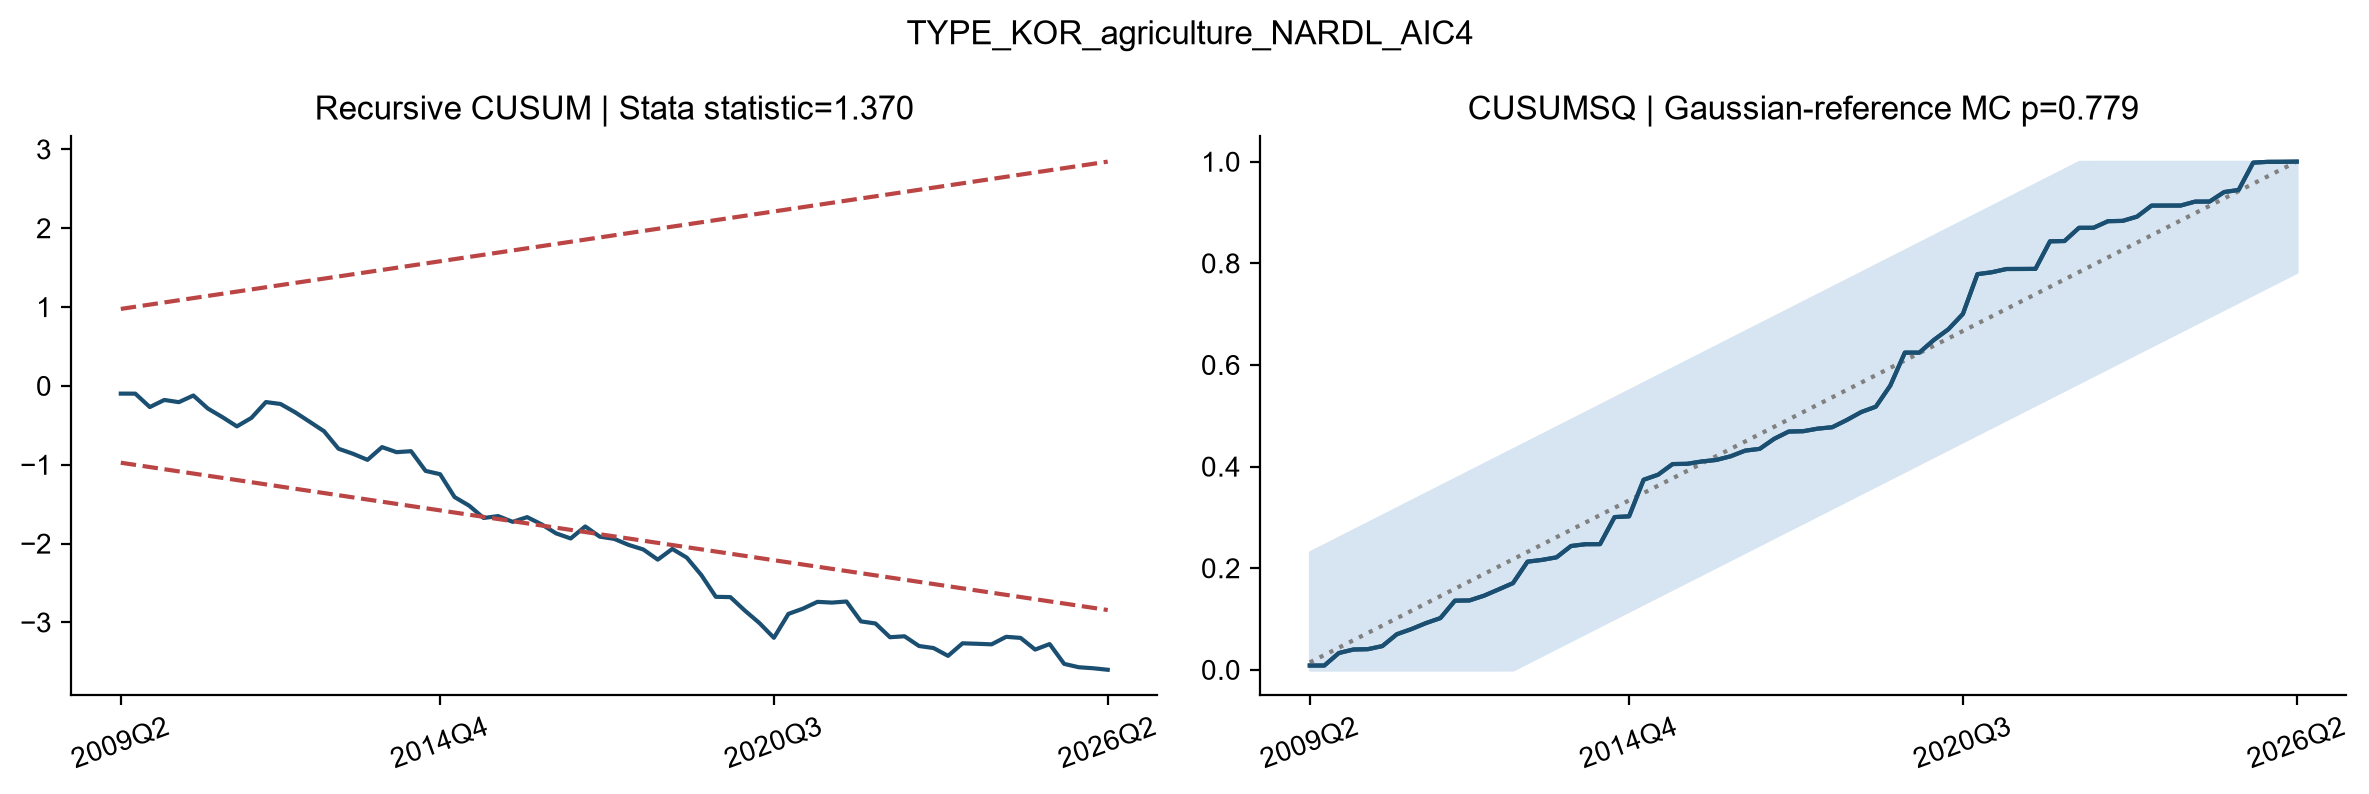 TYPE_KOR_agriculture_NARDL_AIC4
Recursive CUSUM | Stata statistic=1.370
3
2
1
0
−1
−2
−3
2009Q2
2014Q4
2020Q3
2026Q2
CUSUMSQ | Gaussian-reference MC p=0.779
1.0
0.8
0.6
0.4
0.2
0.0
2009Q2
2014Q4
2020Q3
2026Q2